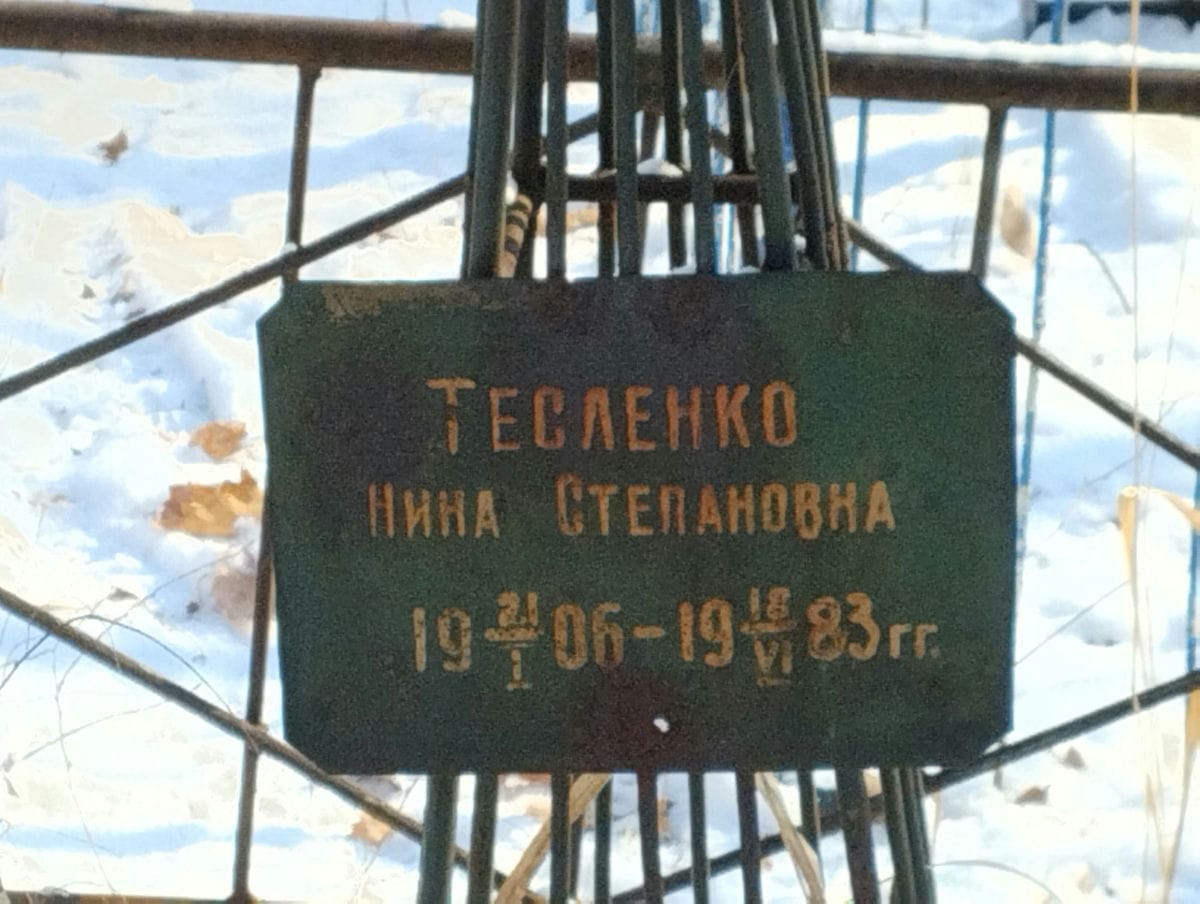 ТЕСЛЕНКО
НИНА СТЕПАНОВНА
19 21/I 06 - 19 18/VI 83 гг.